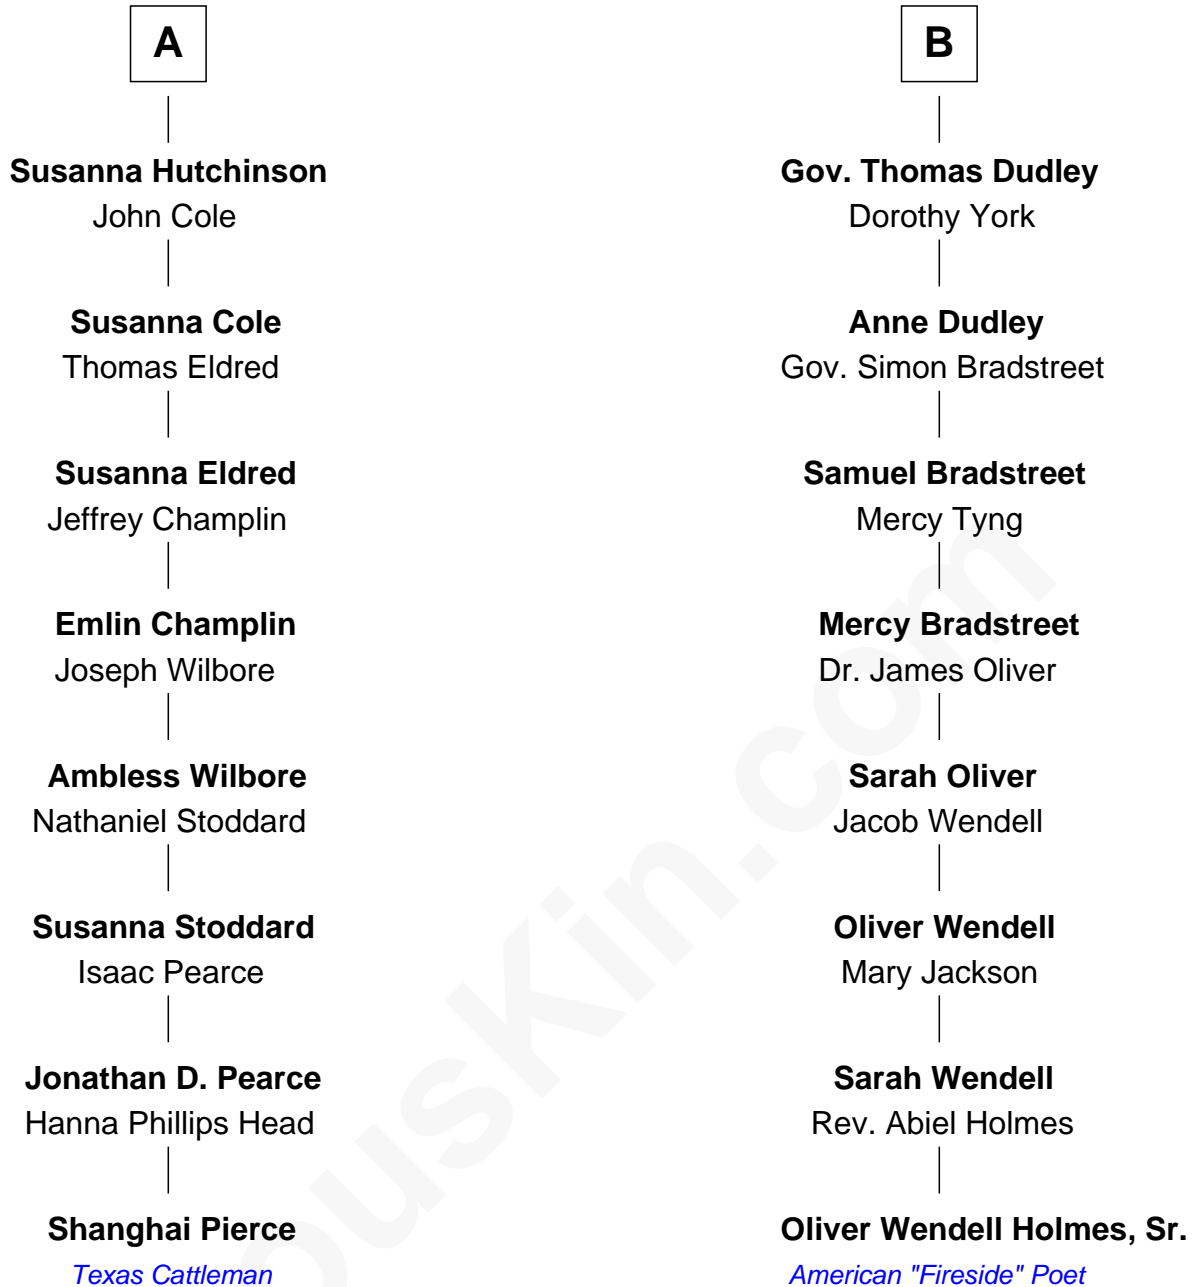 A
Susanna Hutchinson
John Cole
Susanna Cole
Thomas Eldred
Susanna Eldred
Jeffrey Champlin
Emlin Champlin
Joseph Wilbore
Ambless Wilbore
Nathaniel Stoddard
Susanna Stoddard
Isaac Pearce
Jonathan D. Pearce
Hanna Phillips Head
Shanghai Pierce
Texas Cattleman
B
Gov. Thomas Dudley
Dorothy York
Anne Dudley
Gov. Simon Bradstreet
Samuel Bradstreet
Mercy Tyng
Mercy Bradstreet
Dr. James Oliver
Sarah Oliver
Jacob Wendell
Oliver Wendell
Mary Jackson
Sarah Wendell
Rev. Abiel Holmes
Oliver Wendell Holmes, Sr.
American "Fireside" Poet
ousKin.com